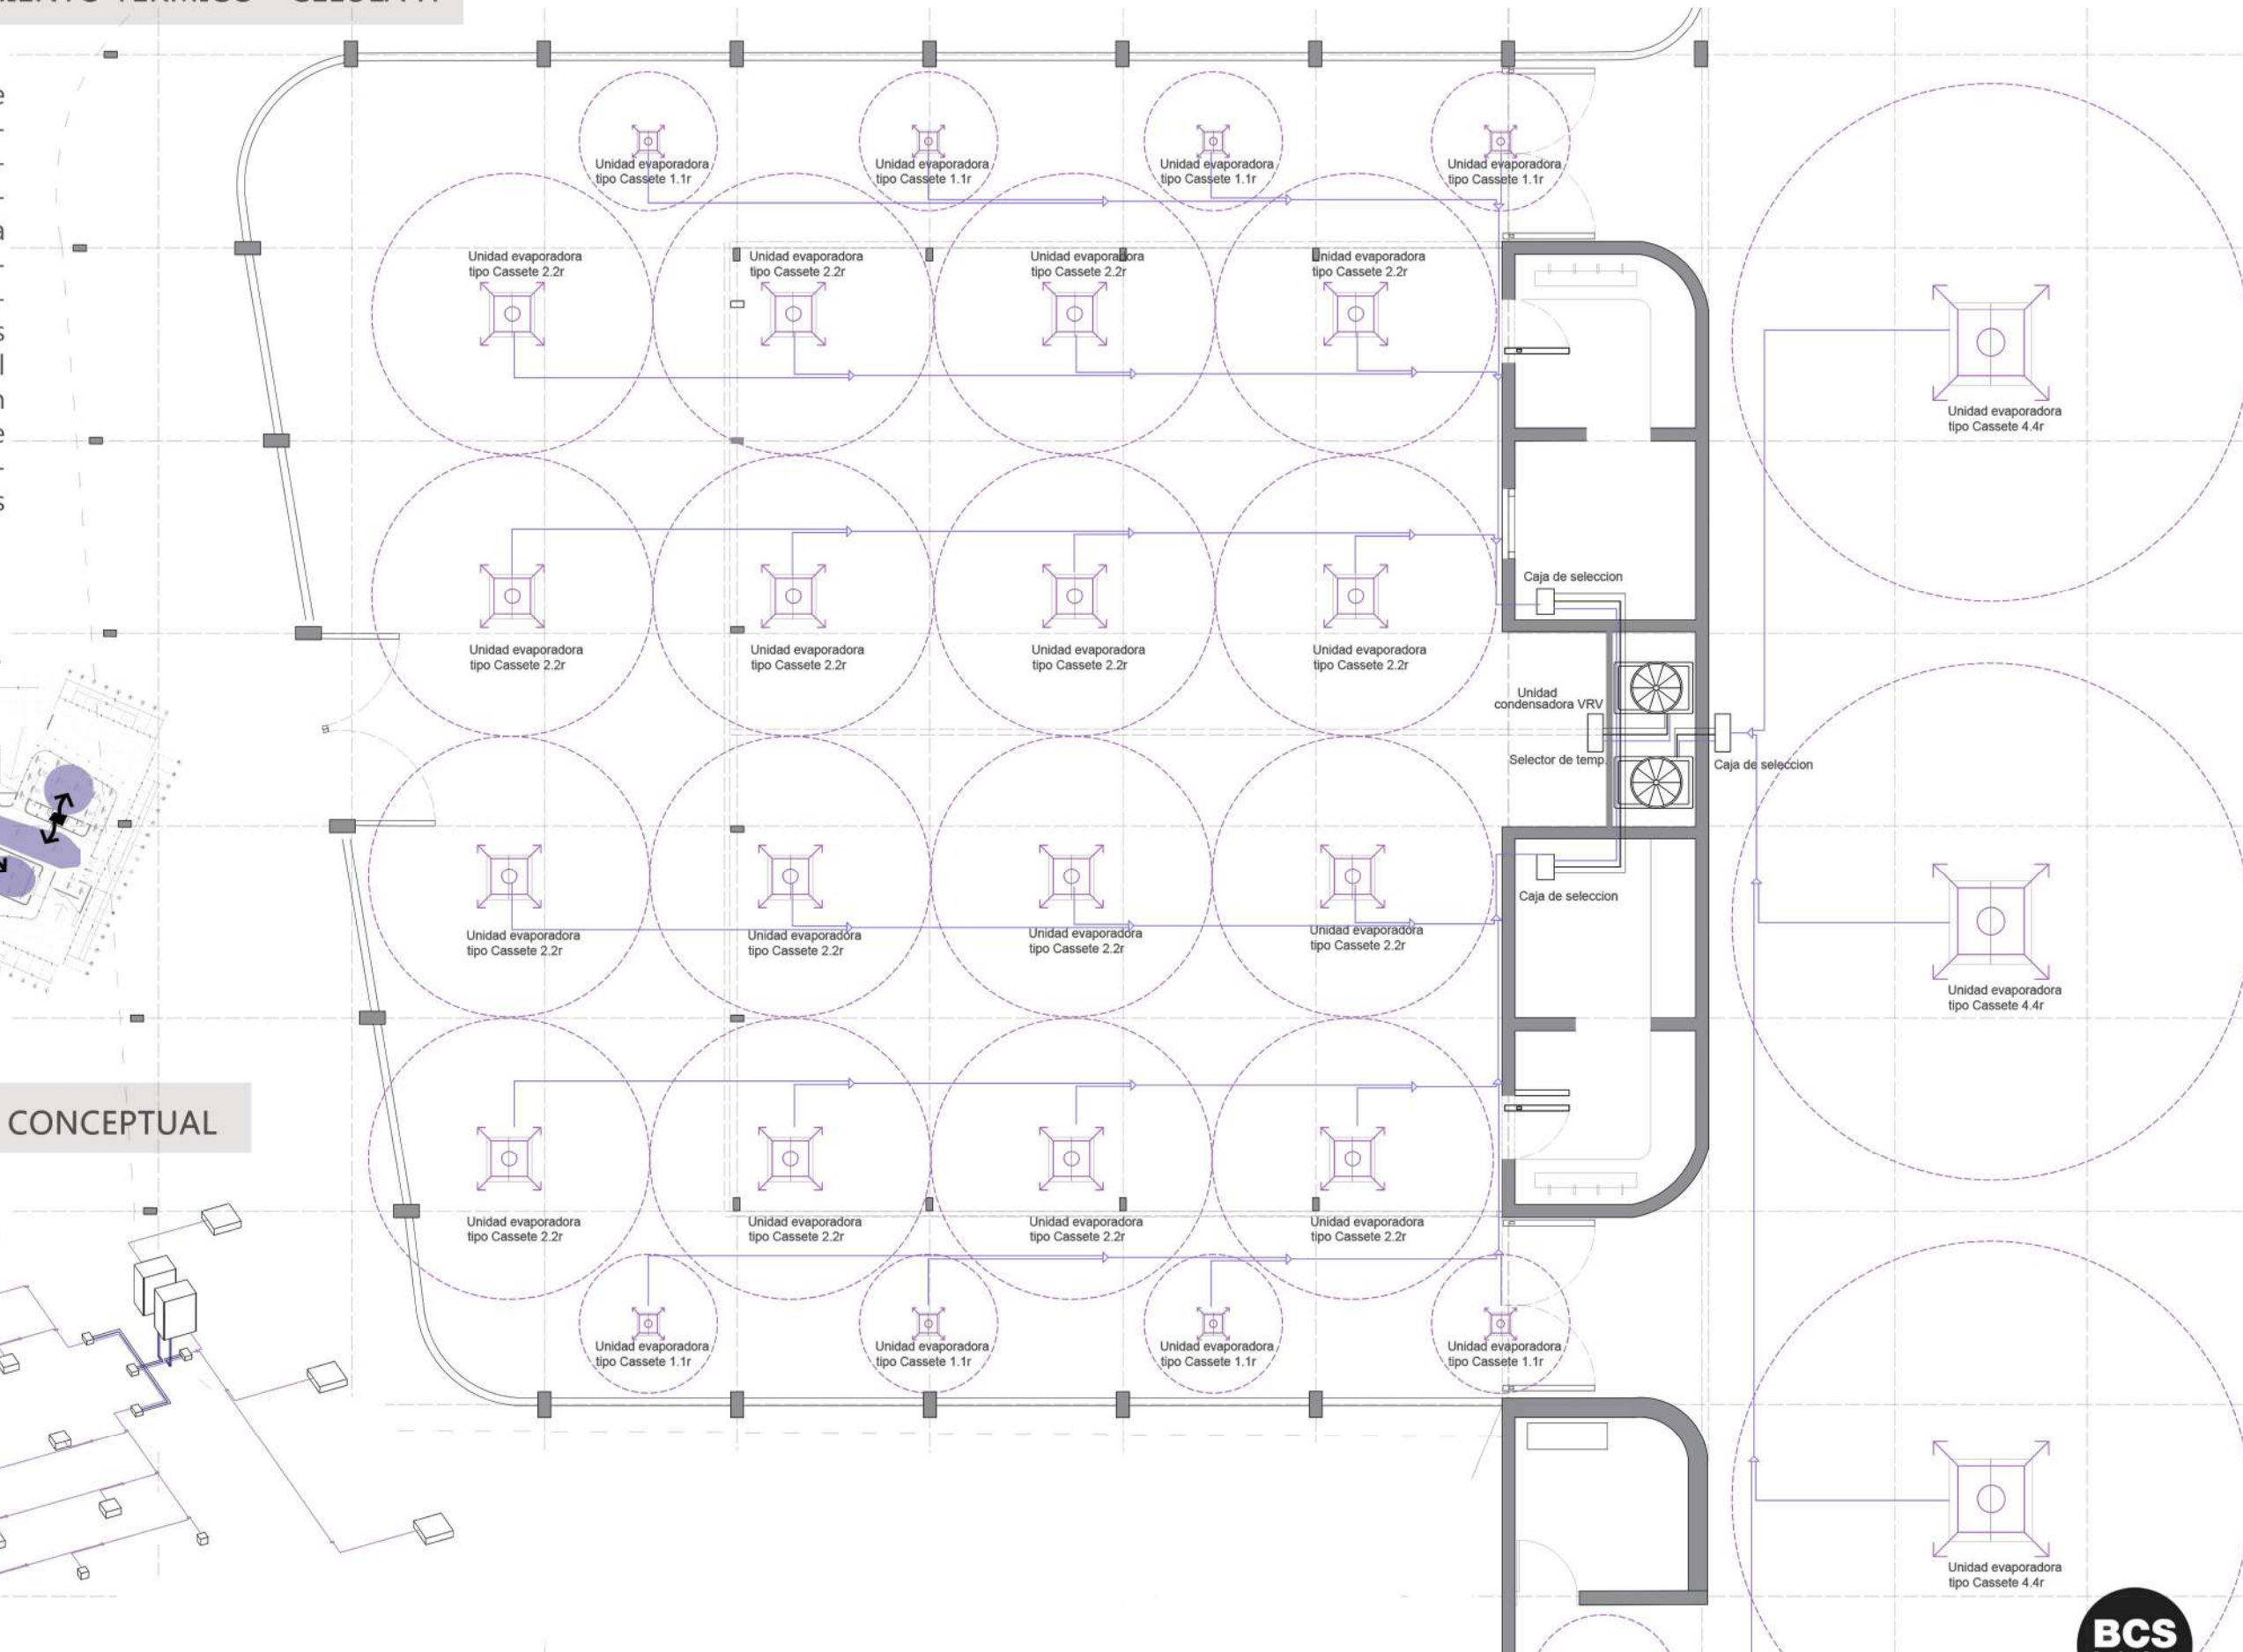 Unidad evaporadora
tipo Cassete 1.1r
Unidad evaporadora
tipo Cassete 1.1r
Unidad evaporadora
tipo Cassete 1.1r
Unidad evaporadora
tipo Cassete 1.1r
Unidad evaporadora
tipo Cassete 2.2r
Unidad evaporadora
tipo Cassete 2.2r
Unidad evaporadora
tipo Cassete 2.2r
Unidad evaporadora
tipo Cassete 2.2r
Unidad evaporadora
tipo Cassete 4.4r
Caja de seleccion
Unidad evaporadora
tipo Cassete 2.2r
Unidad evaporadora
tipo Cassete 2.2r
Unidad evaporadora
tipo Cassete 2.2r
Unidad evaporadora
tipo Cassete 2.2r
Unidad
condensadora VRV
Selector de temp.
Caja de seleccion
Caja de seleccion
Unidad evaporadora
tipo Cassete 2.2r
Unidad evaporadora
tipo Cassete 2.2r
Unidad evaporadora
tipo Cassete 2.2r
Unidad evaporadora
tipo Cassete 2.2r
Unidad evaporadora
tipo Cassete 4.4r
CONCEPTUAL
Unidad evaporadora
tipo Cassete 2.2r
Unidad evaporadora
tipo Cassete 2.2r
Unidad evaporadora
tipo Cassete 2.2r
Unidad evaporadora
tipo Cassete 2.2r
Unidad evaporadora
tipo Cassete 1.1r
Unidad evaporadora
tipo Cassete 1.1r
Unidad evaporadora
tipo Cassete 1.1r
Unidad evaporadora
tipo Cassete 1.1r
Unidad evaporadora
tipo Cassete 4.4r
BCS